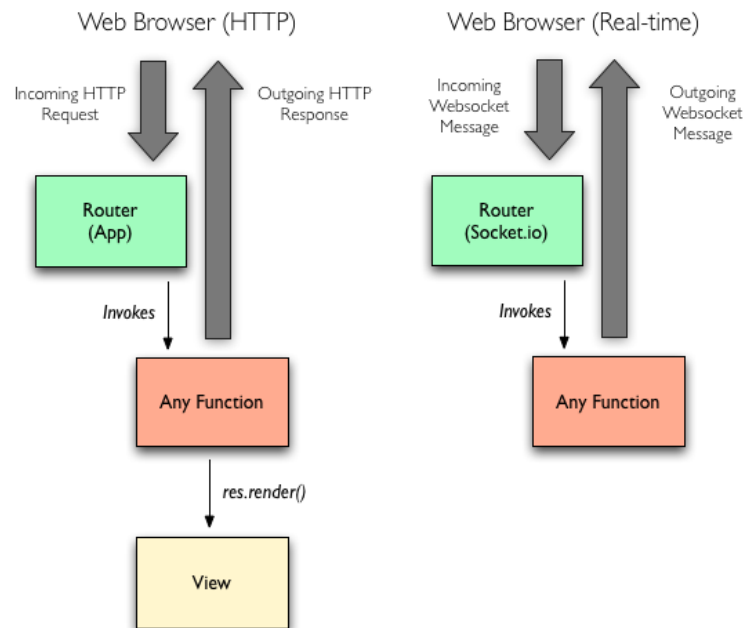 Web Browser (HTTP)
Incoming HTTP
Request
Outgoing HTTP
Response
Router
(App)
Invokes
Any Function
res.render()
View
Web Browser (Real-time)
Incoming
Websocket
Message
Outgoing
Websocket
Message
Router
(Socket.io)
Invokes
Any Function